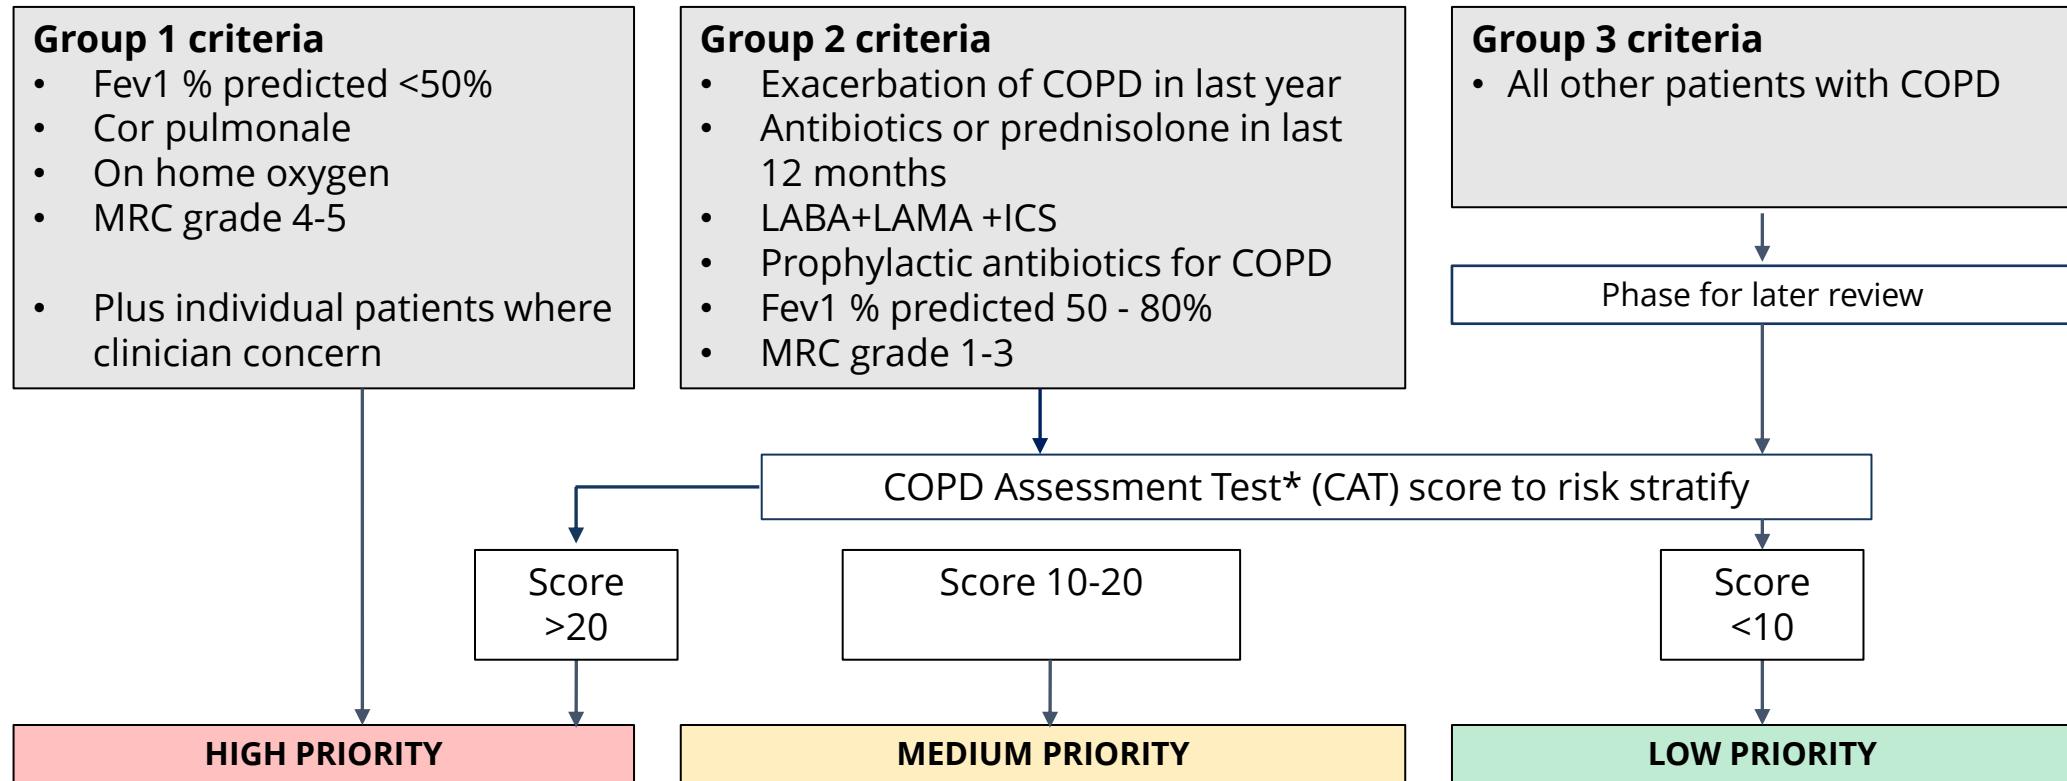 Group 1 criteria
• Fev1 % predicted <50%
• Cor pulmonale
• On home oxygen
• MRC grade 4-5
• Plus individual patients where
clinician concern
Group 2 criteria
• Exacerbation of COPD in last year
• Antibiotics or prednisolone in last
12 months
• LABA+LAMA +ICS
• Prophylactic antibiotics for COPD
• Fev1 % predicted 50 - 80%
• MRC grade 1-3
Group 3 criteria
• All other patients with COPD
Phase for later review
COPD Assessment Test* (CAT) score to risk stratify
Score
>20
Score 10-20
Score
<10
HIGH PRIORITY
MEDIUM PRIORITY
LOW PRIORITY